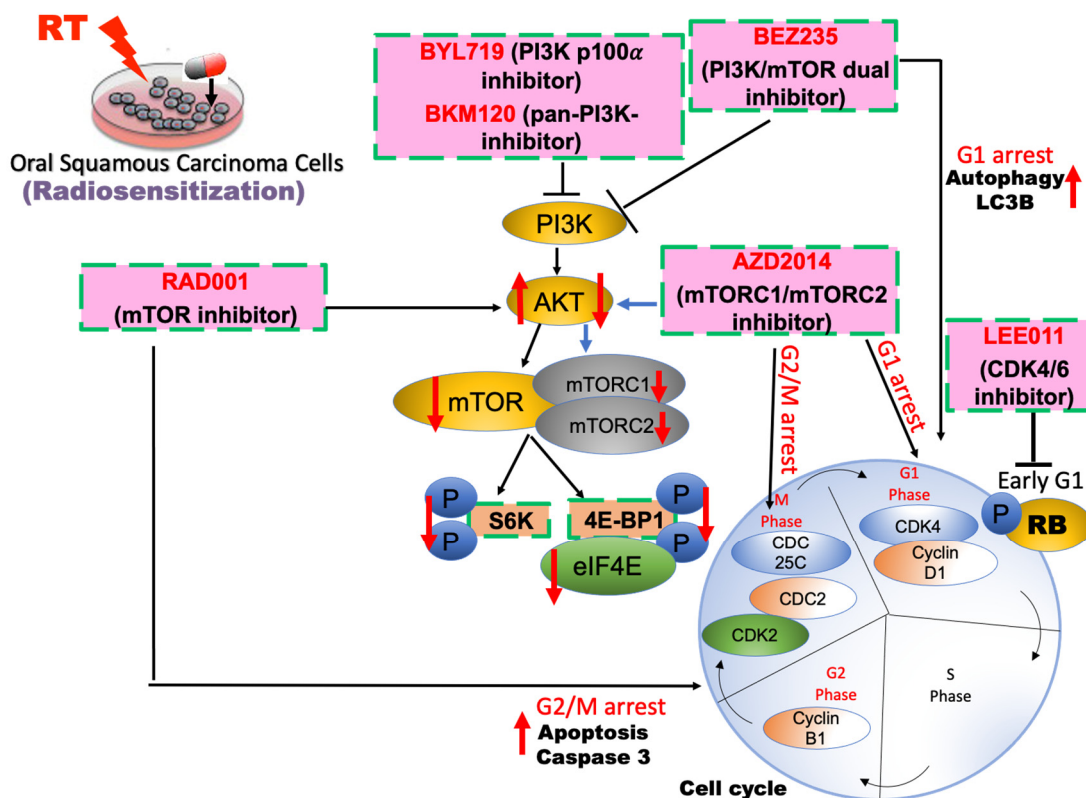 RT
Oral Squamous Carcinoma Cells
(Radiosensitization)
BYL719 (PI3K p100α
inhibitor)
BKM120 (pan-PI3K-
inhibitor)
BEZ235
(PI3K/mTOR dual
inhibitor)
G1 arrest
Autophagy
LC3B
PI3K
RAD001
(mTOR inhibitor)
AKT
AZD2014
(mTORC1/mTORC2
inhibitor)
LEE011
(CDK4/6
inhibitor)
mTOR
mTORC1
mTORC2
G2/M arrest
G1 arrest
P
P
S6K
4E-BP1
P
P
eIF4E
Early G1
P
RB
M
Phase
CDC
25C
CDC2
CDK2
G1
Phase
CDK4
Cyclin
D1
G2
Phase
Cyclin
B1
S
Phase
G2/M arrest
Apoptosis
Caspase 3
Cell cycle